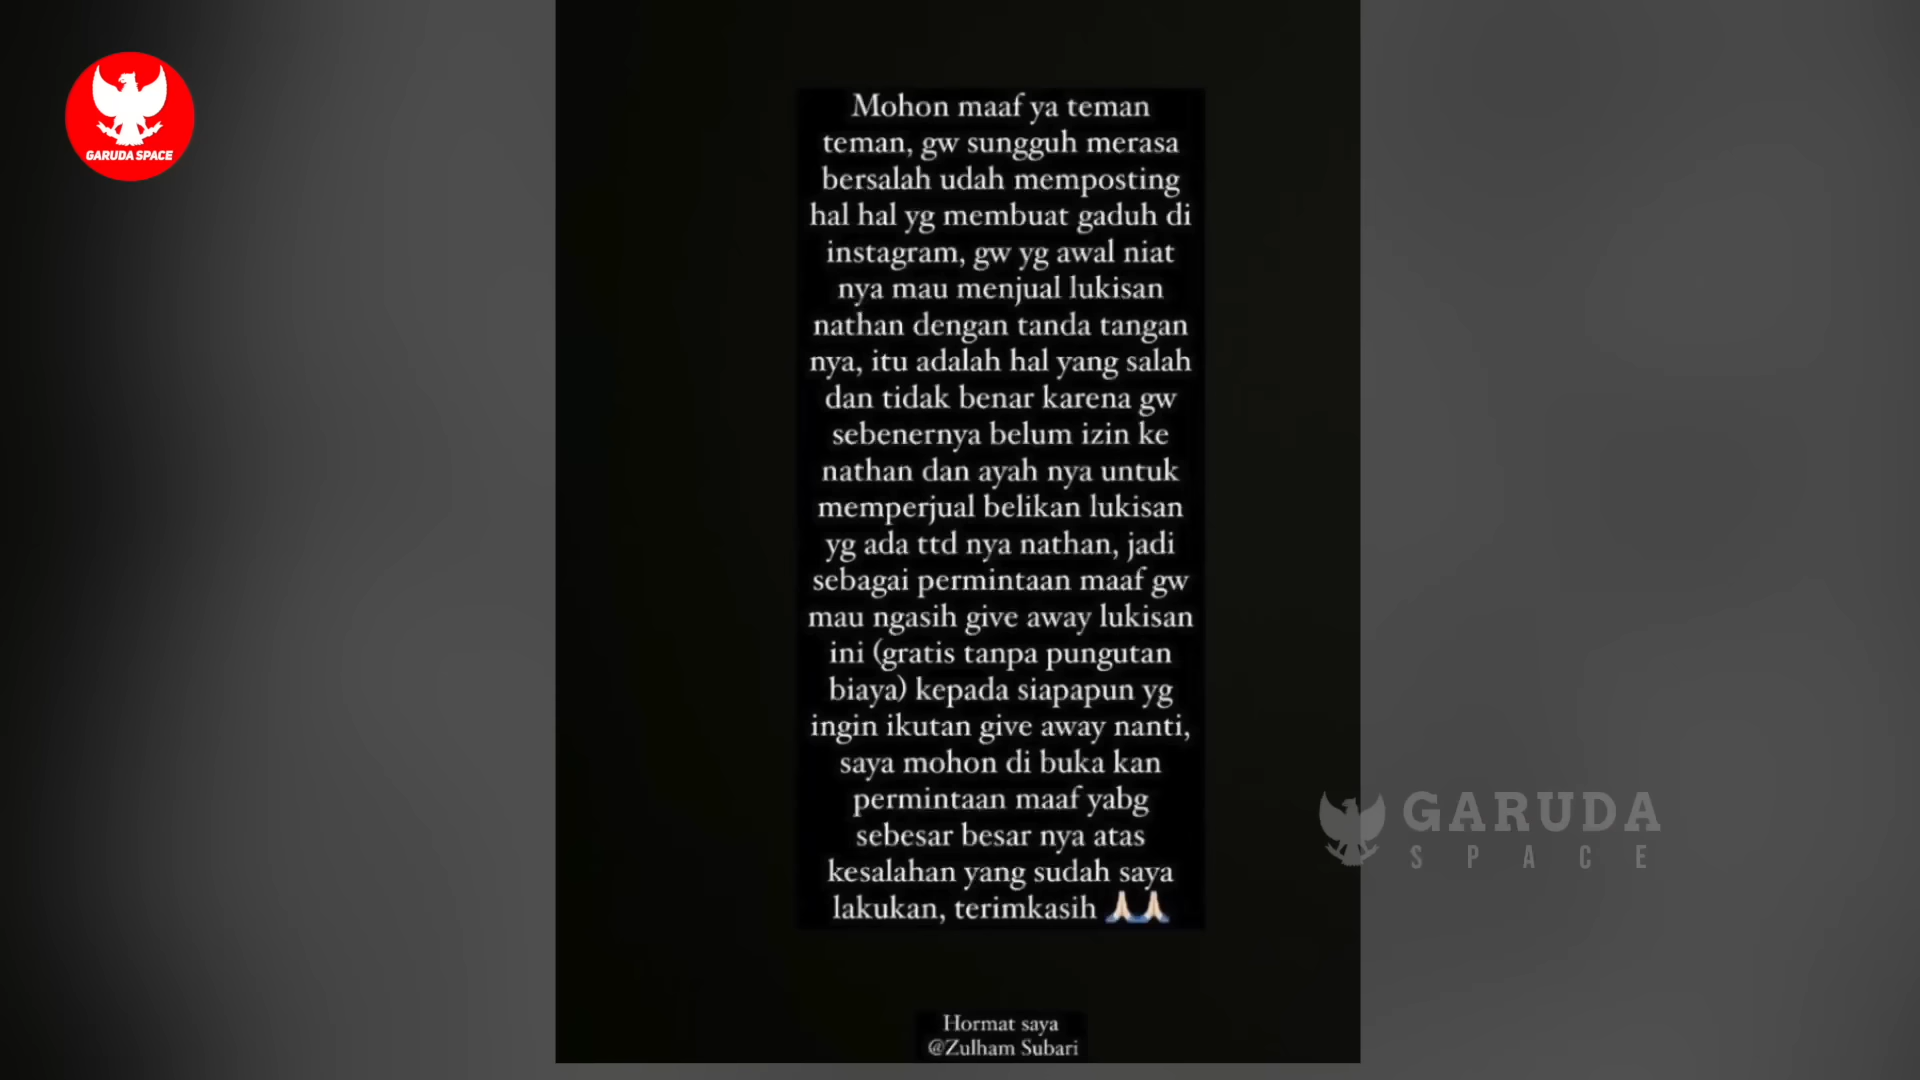 GARUDA SPACE
Mohon maaf ya teman
teman, gw sungguh merasa
bersalah udah memposting
hal hal yg membuat gaduh di
instagram, gw yg awal niat
nya mau menjual lukisan
nathan dengan tanda tangan
nya, itu adalah hal yang salah
dan tidak benar karena gw
sebenernya belum izin ke
nathan dan ayah nya untuk
memperjual belikan lukisan
yg ada ttd nya nathan, jadi
sebagai permintaan maaf gw
mau ngasih give away lukisan
ini (gratis tanpa pungutan
biaya) kepada siapapun yg
ingin ikutan give away nanti,
saya mohon di buka kan
permintaan maaf yabg
sebesar besar nya atas
kesalahan yang sudah saya
lakukan, terimkasih 🙏🏻🙏🏻
GARUDA
SPACE
Hormat saya
@Zulham Subari